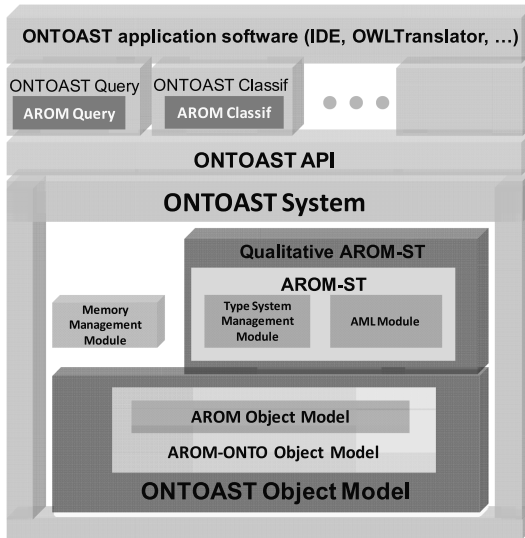 ONTOAST application software (IDE, OWLTranslator, ...)
ONTOAST Query
AROM Query
ONTOAST Classif
AROM Classif
ONTOAST API
ONTOAST System
Qualitative AROM-ST
AROM-ST
Type System
Management
Module
AML Module
Memory
Management
Module
AROM Object Model
AROM-ONTO Object Model
ONTOAST Object Model